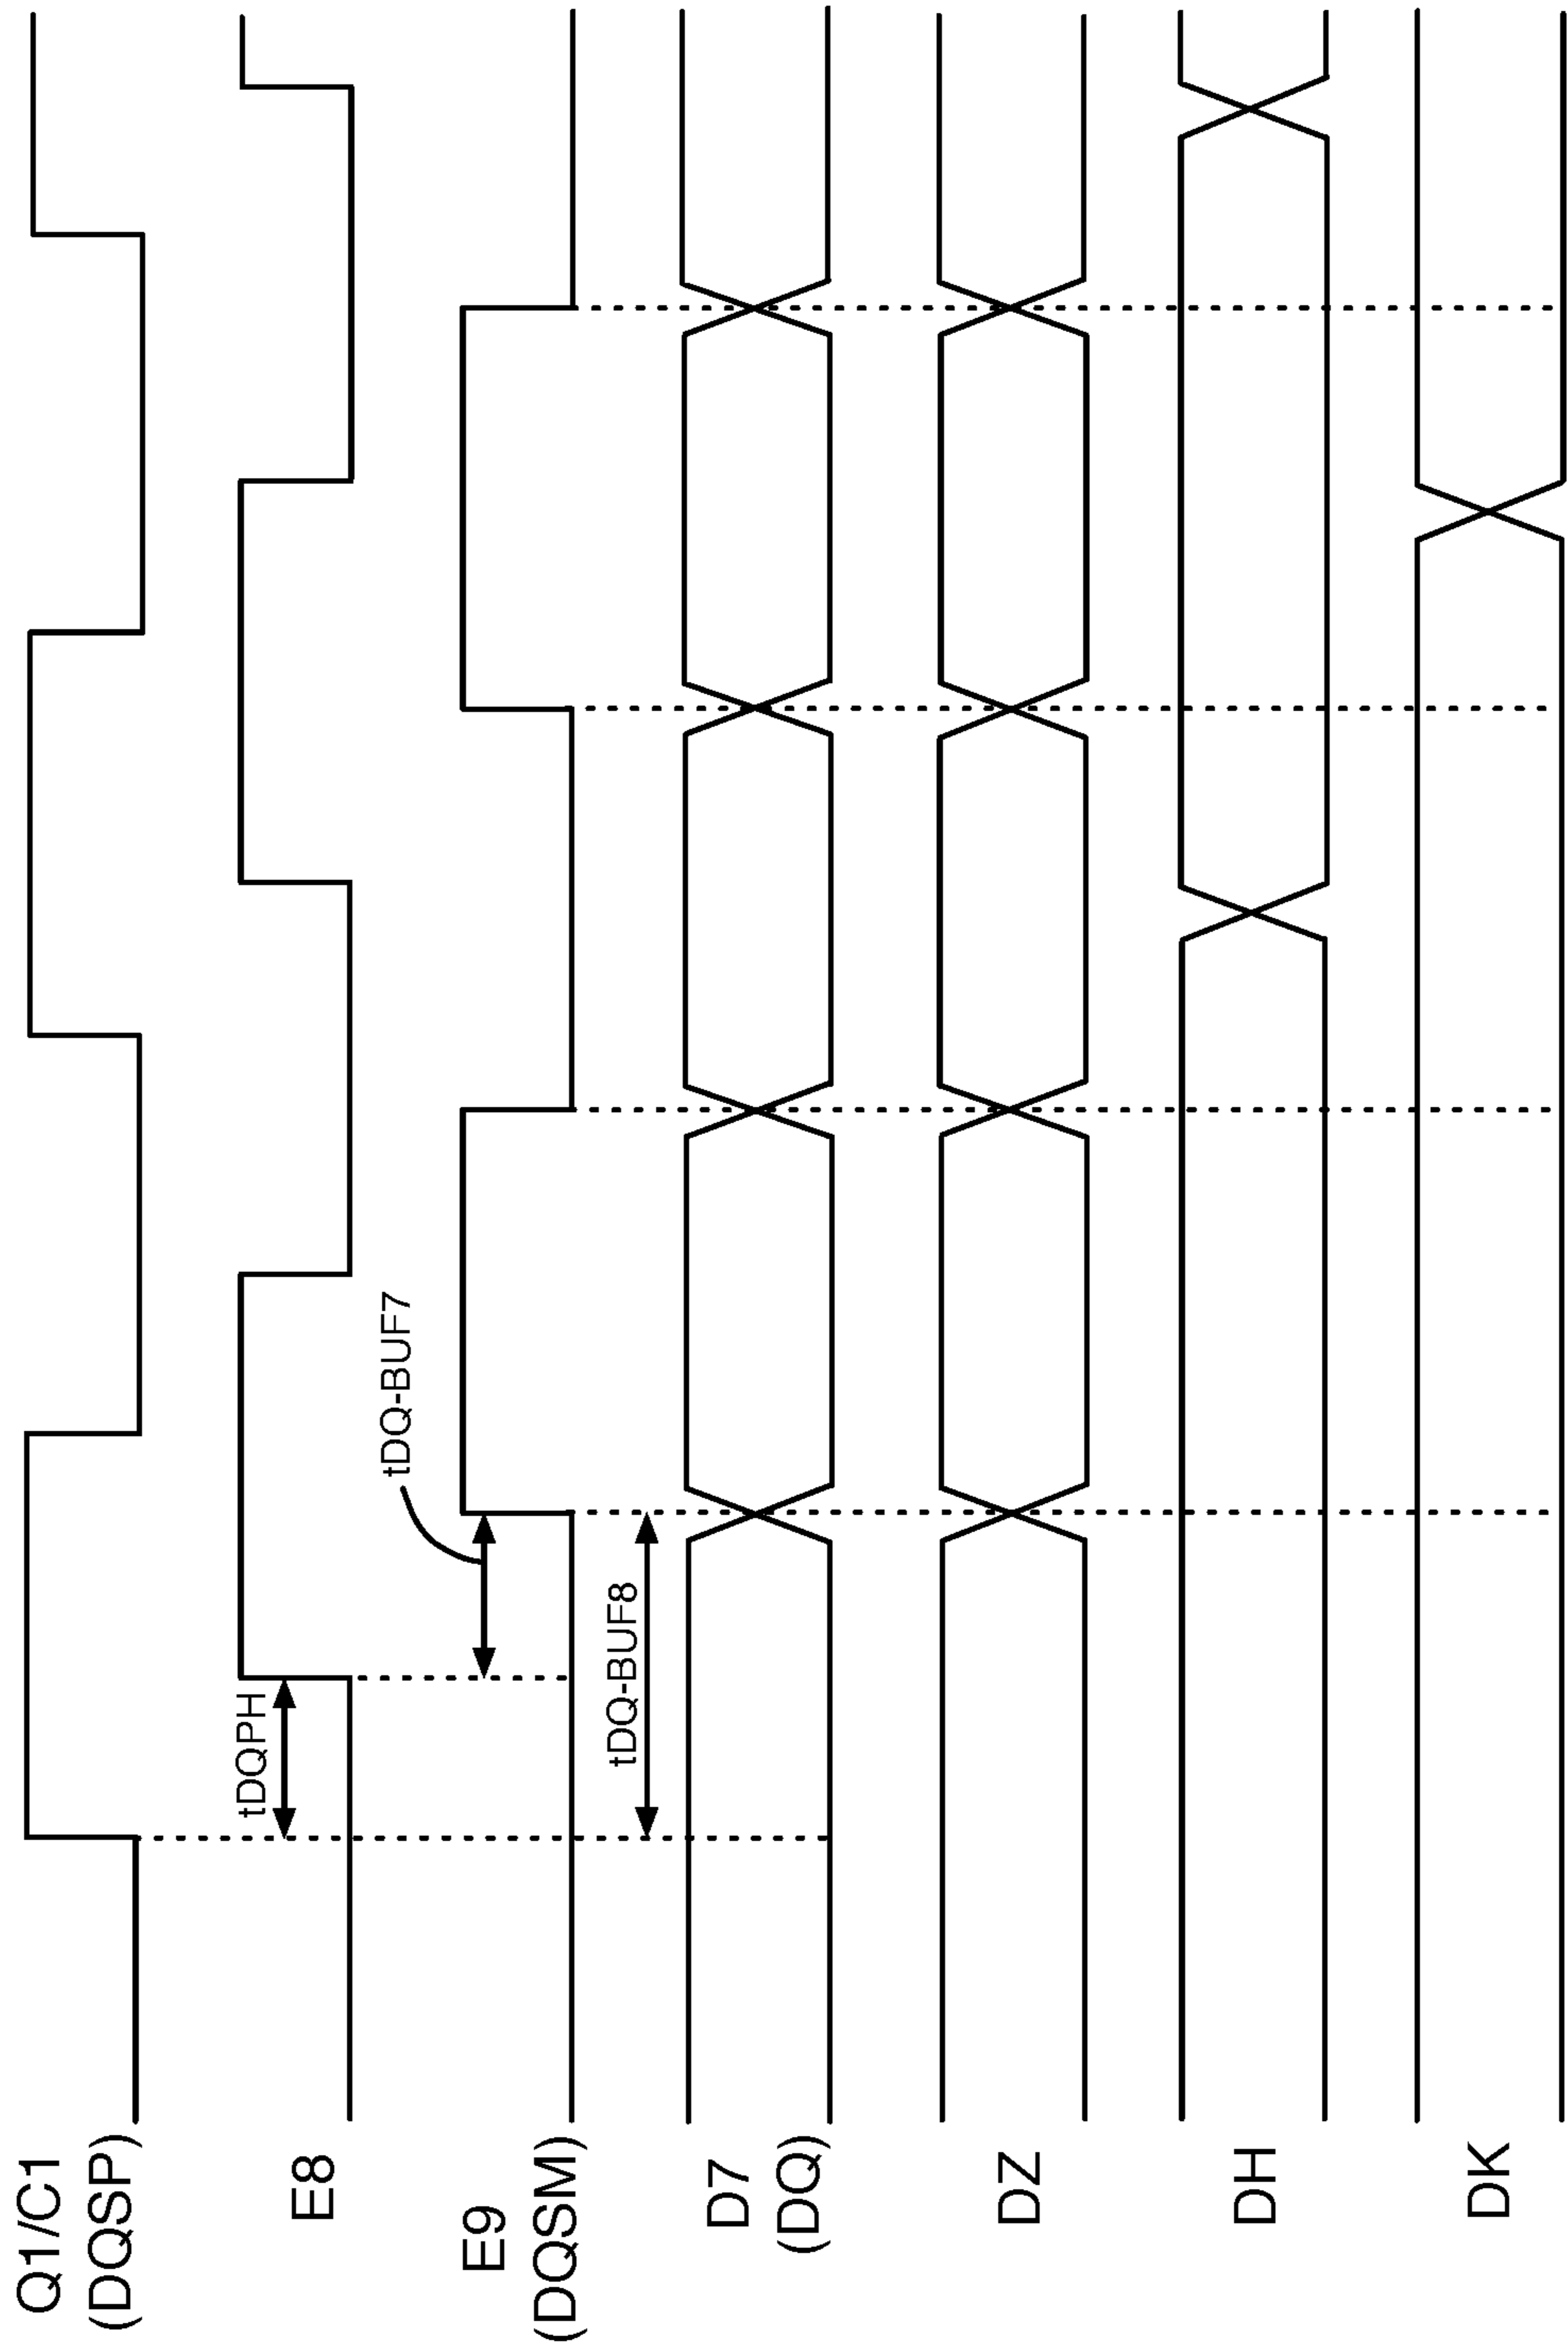 Q1/C1
(DQSP)
tDQPH
E8
tDQ-BUF7
E9
(DQSM)
tDQ-BUF8
D7
(DQ)
DZ
DH
DK